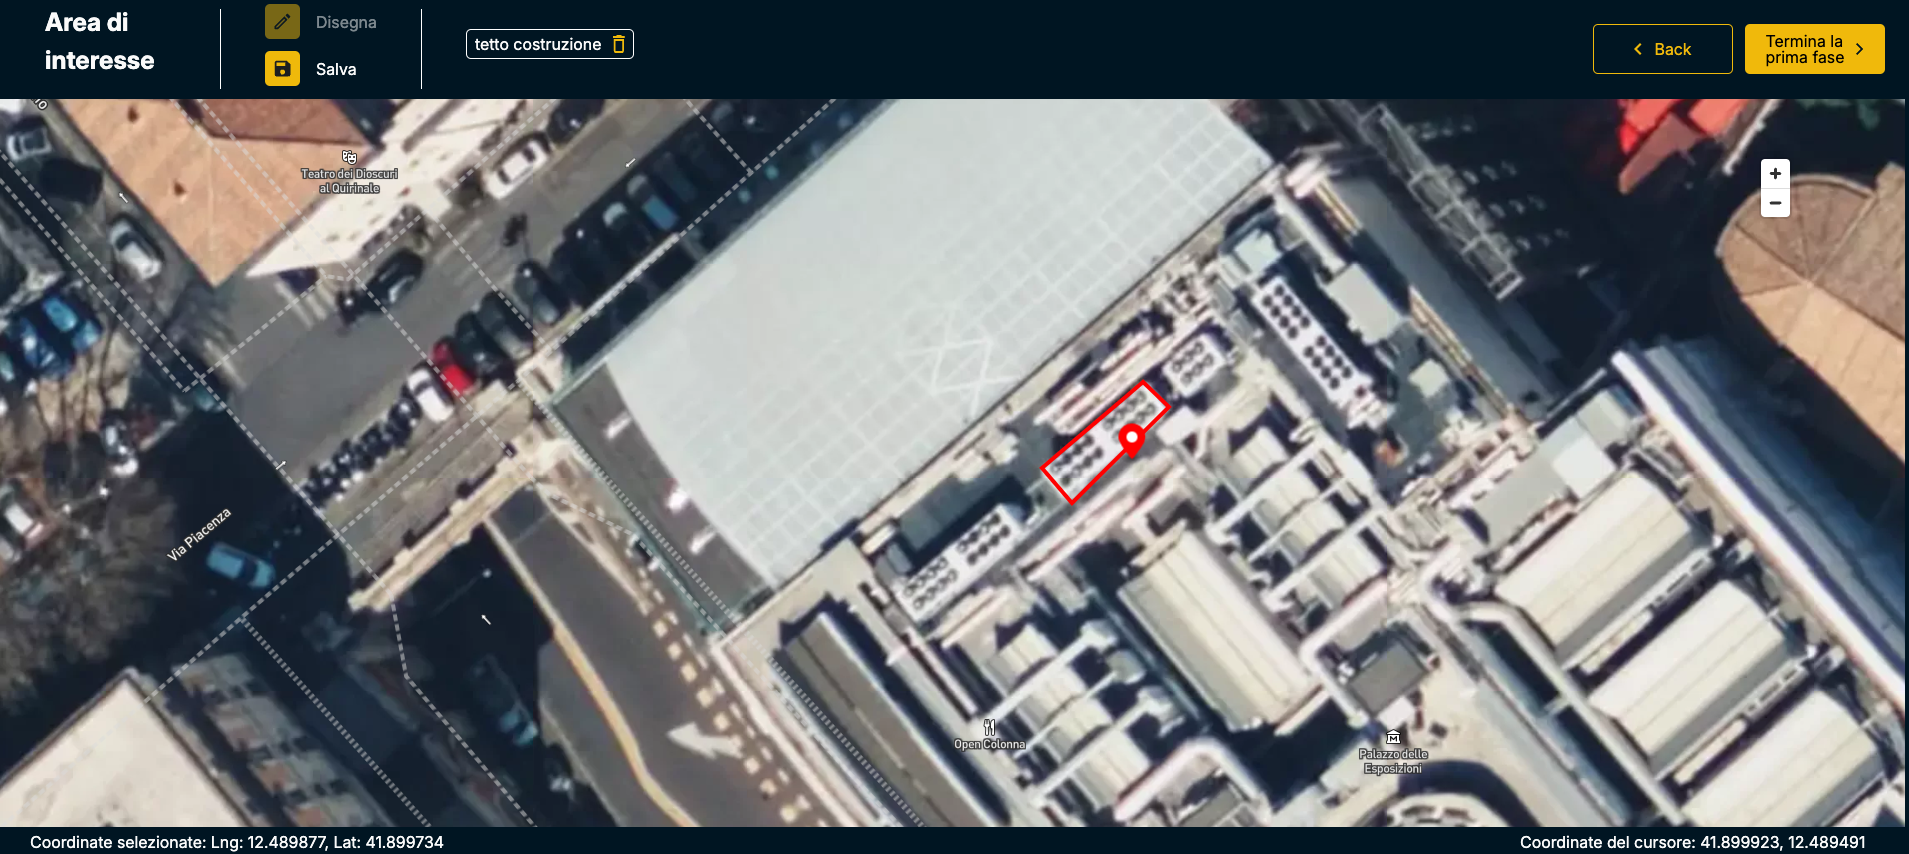 Area di
interesse
Disegna
Salva
tetto costruzione
Back
Termina la
prima fase
Teatro dei Dioscuri
al Quirinale
Via Piacenza
Open Colonna
Palazzo delle
Esposizioni
Coordinate selezionate: Lng: 12.489877, Lat: 41.899734
Coordinate del cursore: 41.899923, 12.489491